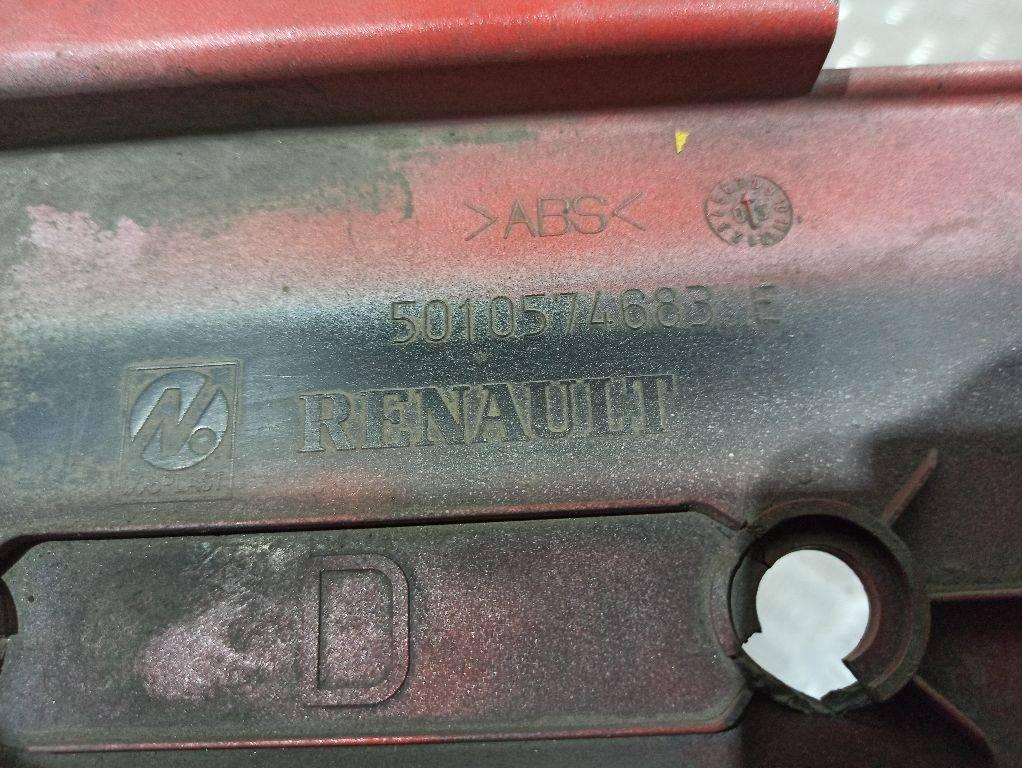 >ABS<
5010574683 E
RENAULT
D